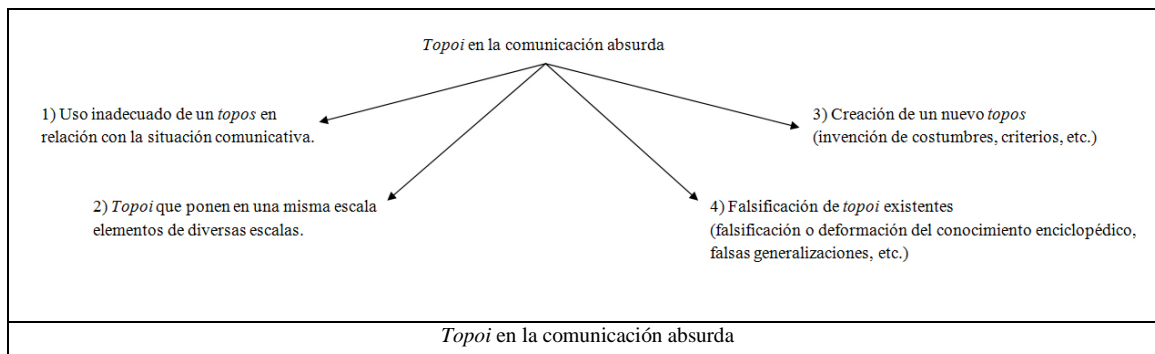 Topoi en la comunicación absurda
1) Uso inadecuado de un topos en
relación con la situación comunicativa.
2) Topoi que ponen en una misma escala
elementos de diversas escalas.
3) Creación de un nuevo topos
(invención de costumbres, criterios, etc.)
4) Falsificación de topoi existentes
(falsificación o deformación del conocimiento enciclopédico,
falsas generalizaciones, etc.)
Topoi en la comunicación absurda